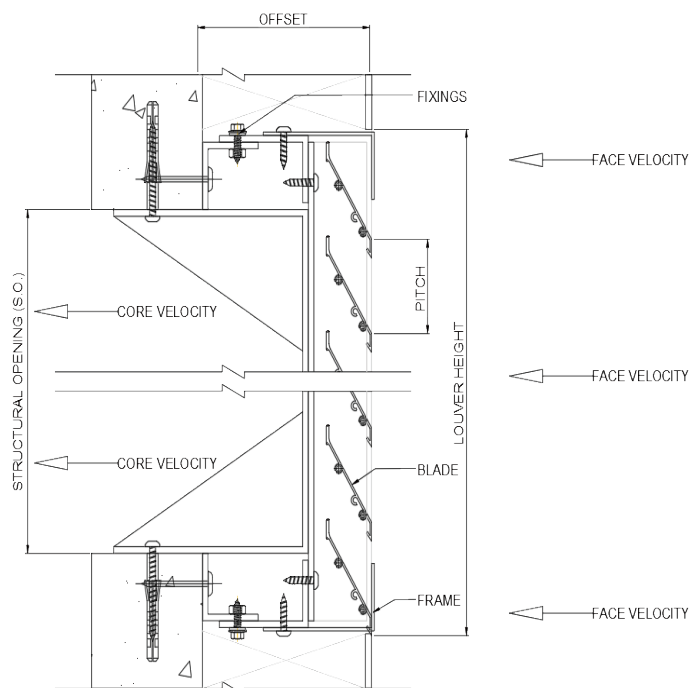 OFFSET
FIXINGS
FACE VELOCITY
PITCH
STRUCTURAL OPENING (S.O.)
CORE VELOCITY
LOUVER HEIGHT
FACE VELOCITY
CORE VELOCITY
BLADE
FRAME
FACE VELOCITY